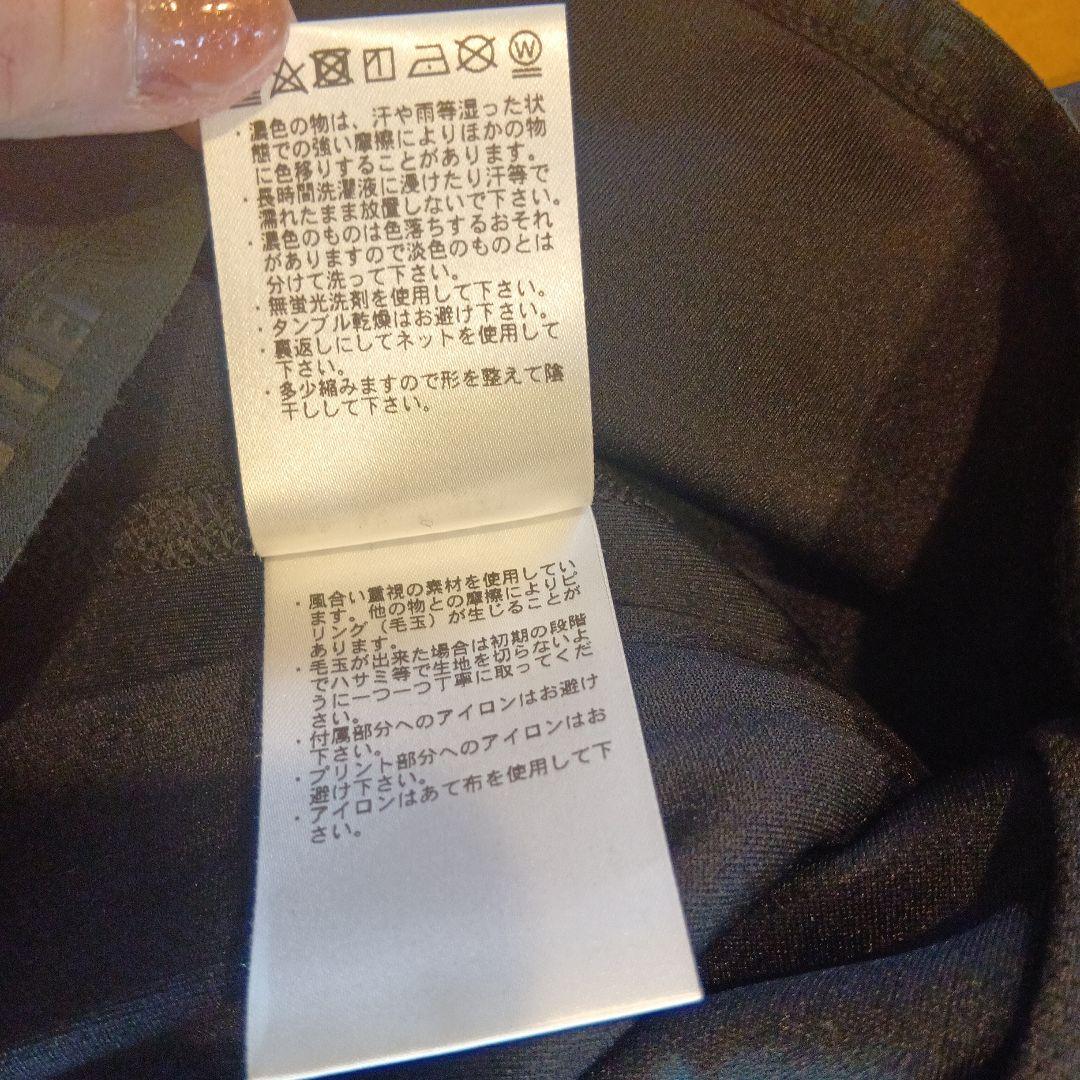 W
・濃色の物は、汗や雨等湿った状
態での強い摩擦によりほかの物
に色移りすることがあります。
・長時間洗濯液に浸けたり汗等で
濡れたまま放置しないで下さい。
・濃色のものは色落ちするおそれ
がありますので淡色のものとは
分けて洗って下さい。
・無蛍光洗剤を使用して下さい。
・タンブル乾燥はお避け下さい。
・裏返しにしてネットを使用して
下さい。
・多少縮みますので形を整えて陰
干しして下さい。
・風合い重視の素材を使用してい
ます。他の物との摩擦によりピ
リング（毛玉）が生じることが
あります。
・毛玉が出来た場合は初期の段階
でハサミ等で生地を切らないよ
うに一つ一つ丁寧に取ってくだ
さい。
・付属部分へのアイロンはお避け
下さい。
・プリント部分へのアイロンはお
避け下さい。
・アイロンはあて布を使用して下
さい。